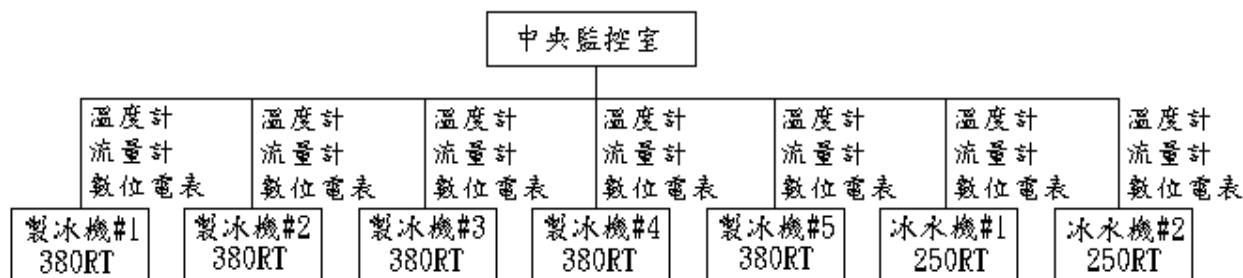 中央監控室
溫度計 溫度計 溫度計 溫度計 溫度計 溫度計 溫度計
流量計 流量計 流量計 流量計 流量計 流量計 流量計
數位電表 數位電表 數位電表 數位電表 數位電表 數位電表 數位電表
製冰機#1 製冰機#2 製冰機#3 製冰機#4 製冰機#5 冰水機#1 冰水機#2
380RT 380RT 380RT 380RT 380RT 250RT 250RT